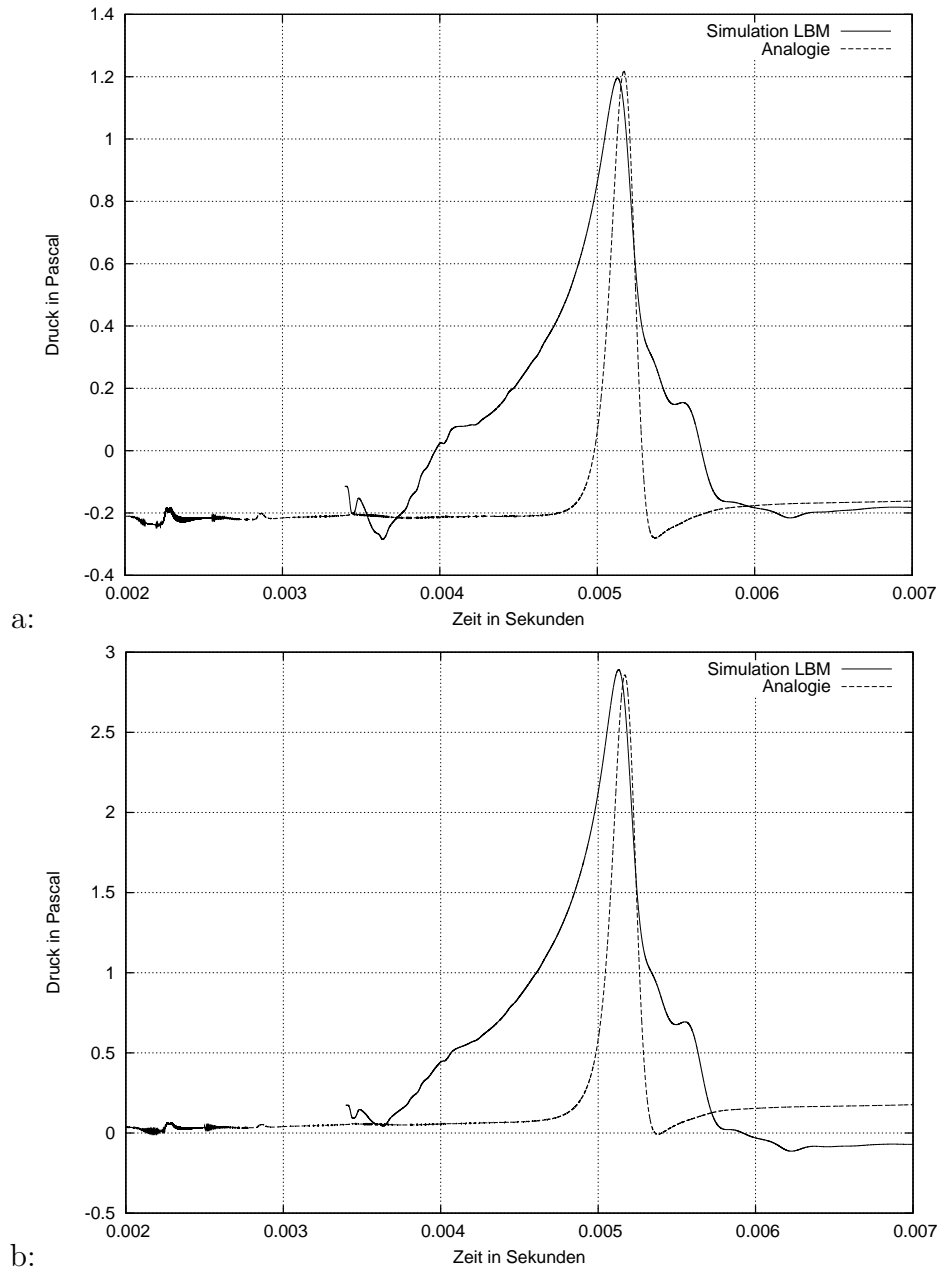 1.4
Simulation LBM
Analogie
1.2
1
0.8
0.6
0.4
0.2
0
-0.2
-0.4
Druck in Pascal
0.002 0.003 0.004 0.005 0.006 0.007
Zeit in Sekunden
a:
3
Simulation LBM
Analogie
2.5
2
1.5
1
0.5
0
-0.5
Druck in Pascal
0.002 0.003 0.004 0.005 0.006 0.007
Zeit in Sekunden
b: